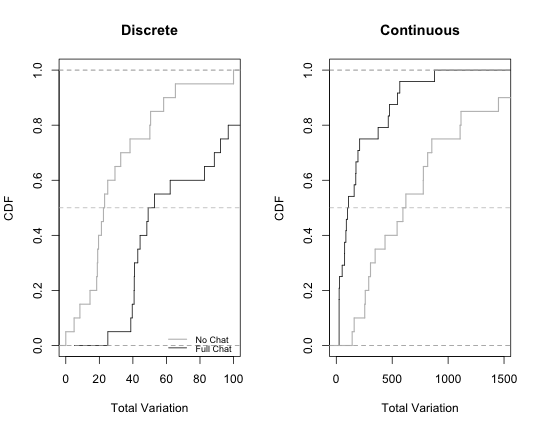 Discrete
CDF
1.0
0.8
0.6
0.4
0.2
0.0
No Chat
Full Chat
0 20 40 60 80 100
Total Variation
Continuous
CDF
1.0
0.8
0.6
0.4
0.2
0.0
0 500 1000 1500
Total Variation